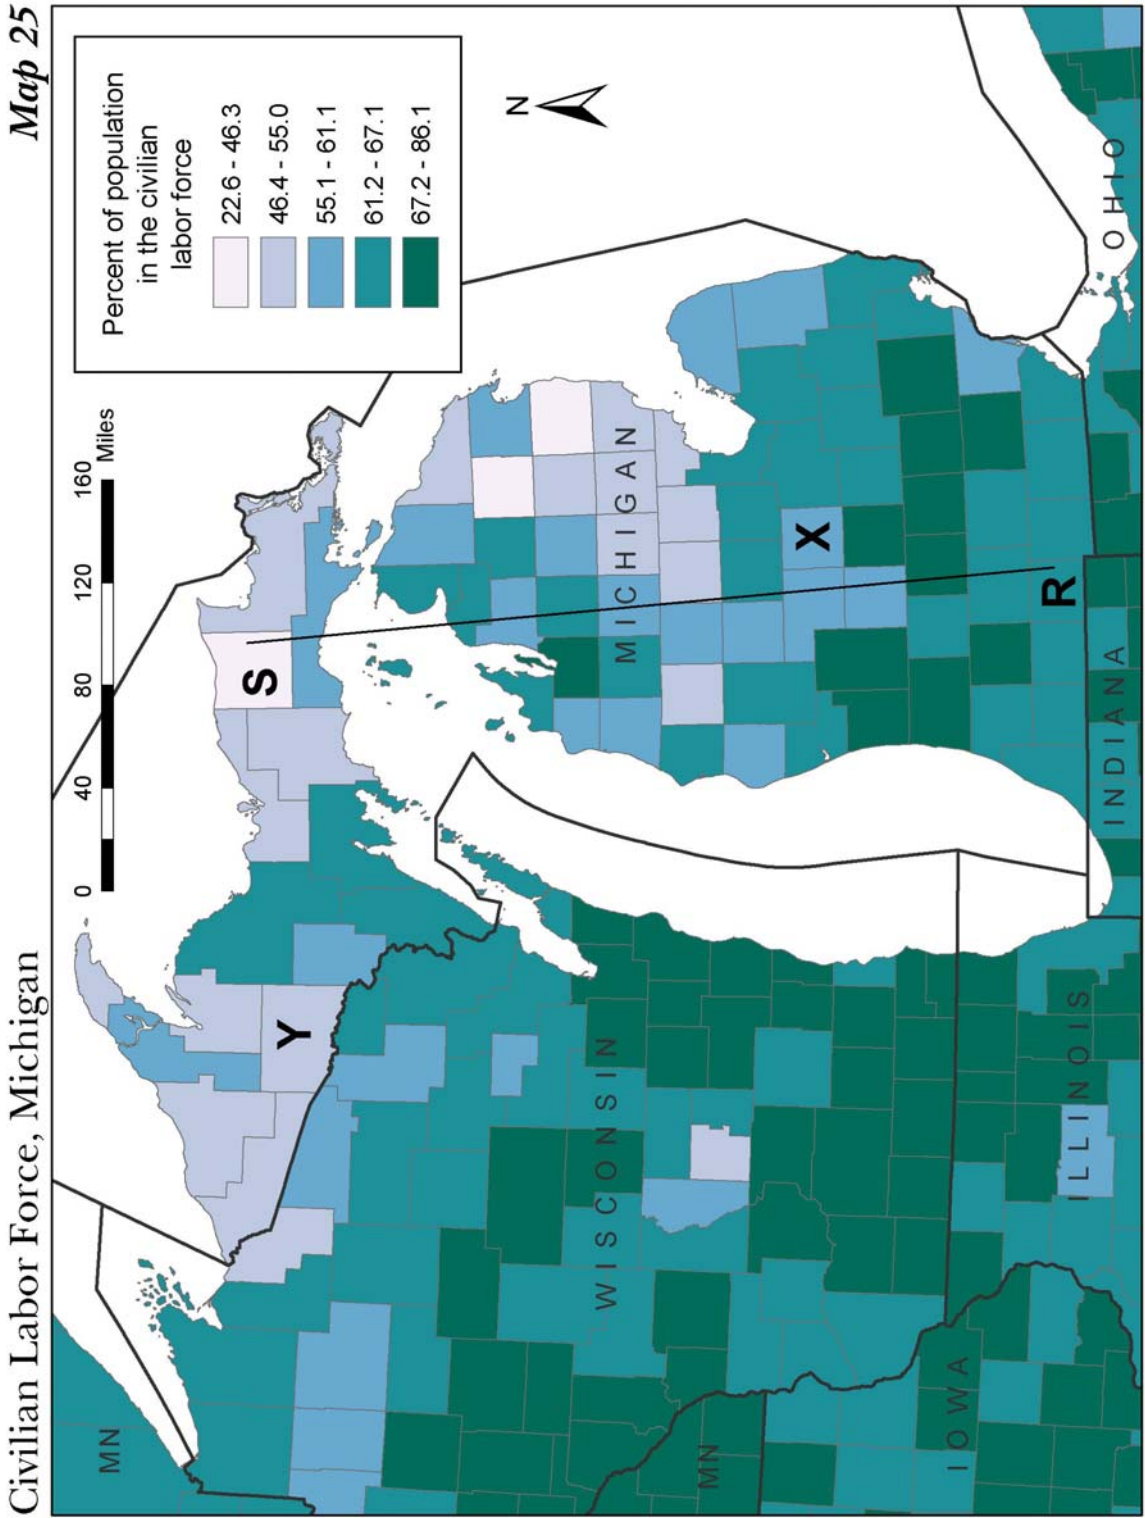 Civilian Labor Force, Michigan
Map 25
Percent of population
in the civilian
labor force
22.6 - 46.3
46.4 - 55.0
55.1 - 61.1
61.2 - 67.1
67.2 - 86.1
N
0 40 80 120 160
Miles
MN
S
Y
MICHIGAN
WISCONSIN
X
MN
R
OHIO
IOWA
ILLINOIS
INDIANA